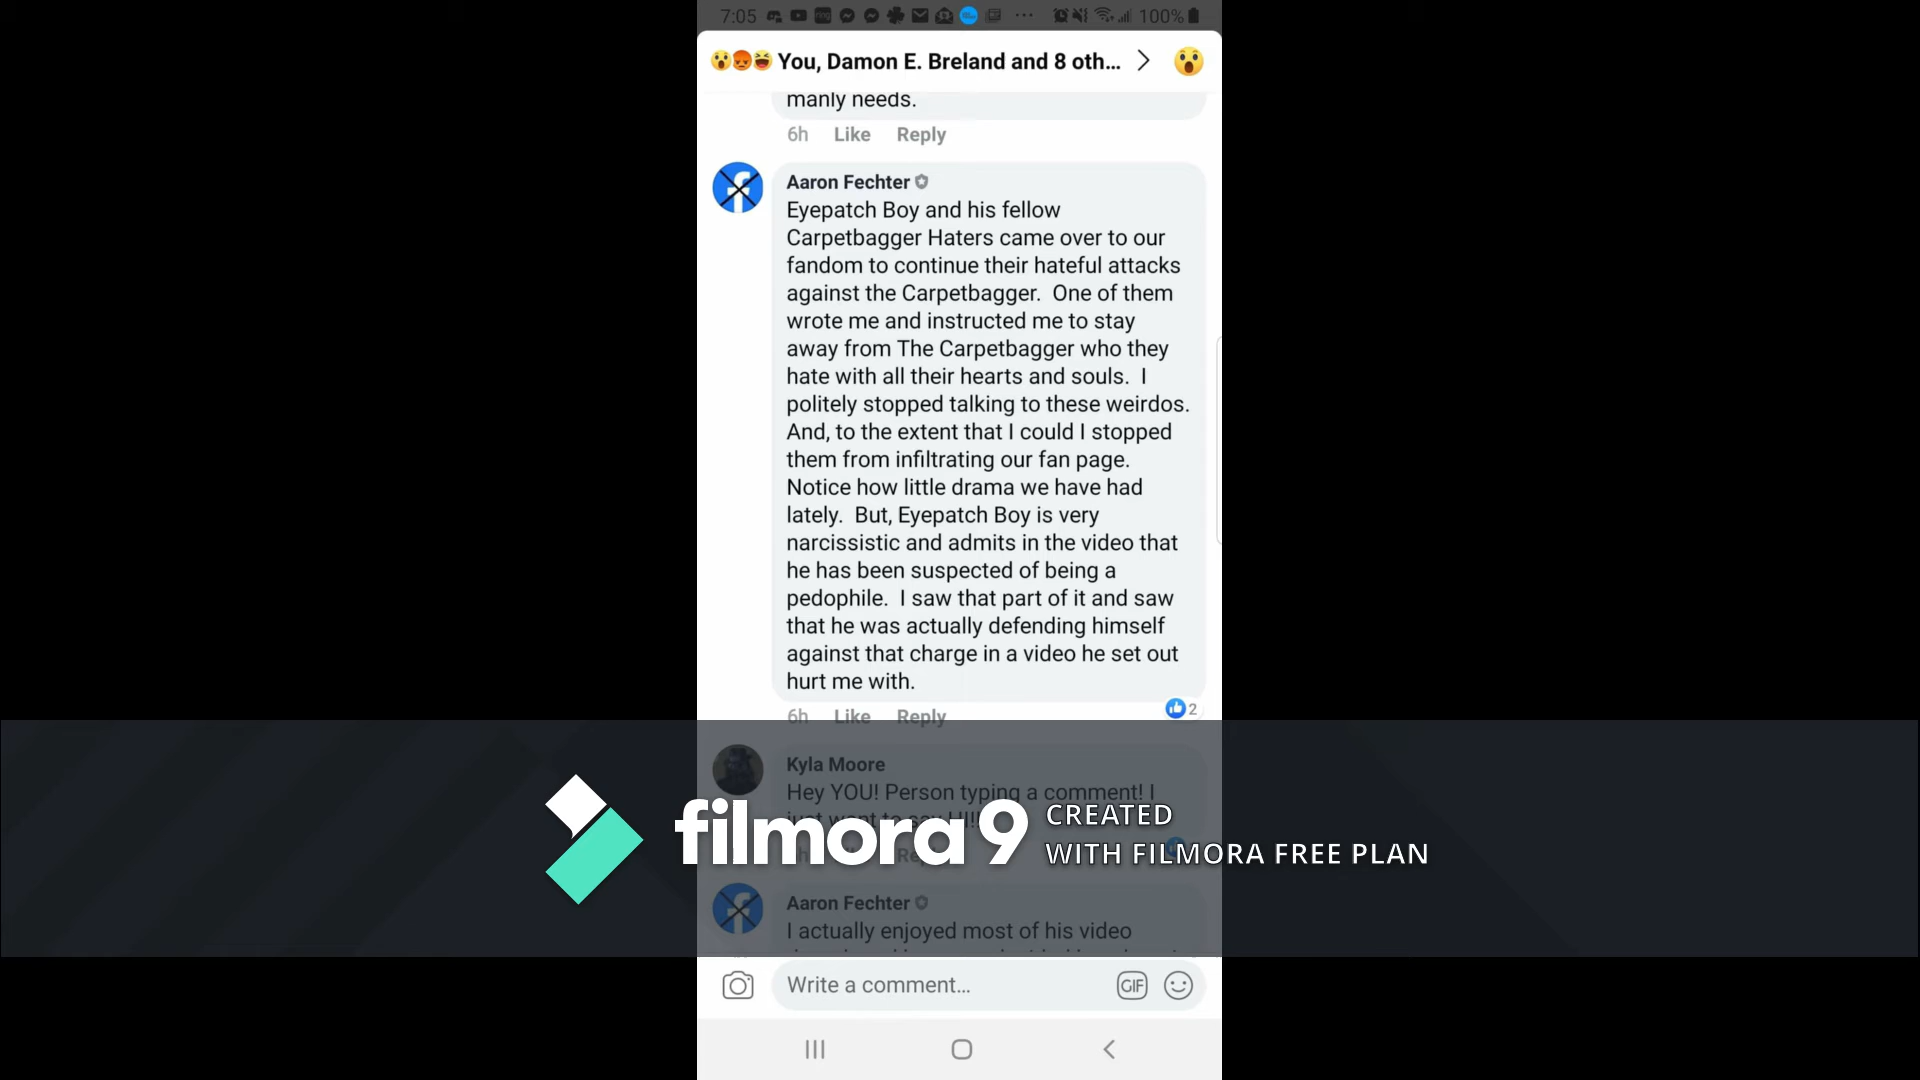 7:05
100%
You, Damon E. Breland and 8 oth...
manly needs.
6h Like Reply
Aaron Fechter
Eyepatch Boy and his fellow
Carpetbagger Haters came over to our
fandom to continue their hateful attacks
against the Carpetbagger. One of them
wrote me and instructed me to stay
away from The Carpetbagger who they
hate with all their hearts and souls. I
politely stopped talking to these weirdos.
And, to the extent that I could I stopped
them from infiltrating our fan page.
Notice how little drama we have had
lately. But, Eyepatch Boy is very
narcissistic and admits in the video that
he has been suspected of being a
pedophile. I saw that part of it and saw
that he was actually defending himself
against that charge in a video he set out
hurt me with.
6h Like Reply
2
Kyla Moore
Hey YOU! Person typing a comment! I
just want to say HI!!
filmora9
CREATED
WITH FILMORA FREE PLAN
Aaron Fechter
I actually enjoyed most of his video
Write a comment...
GIF